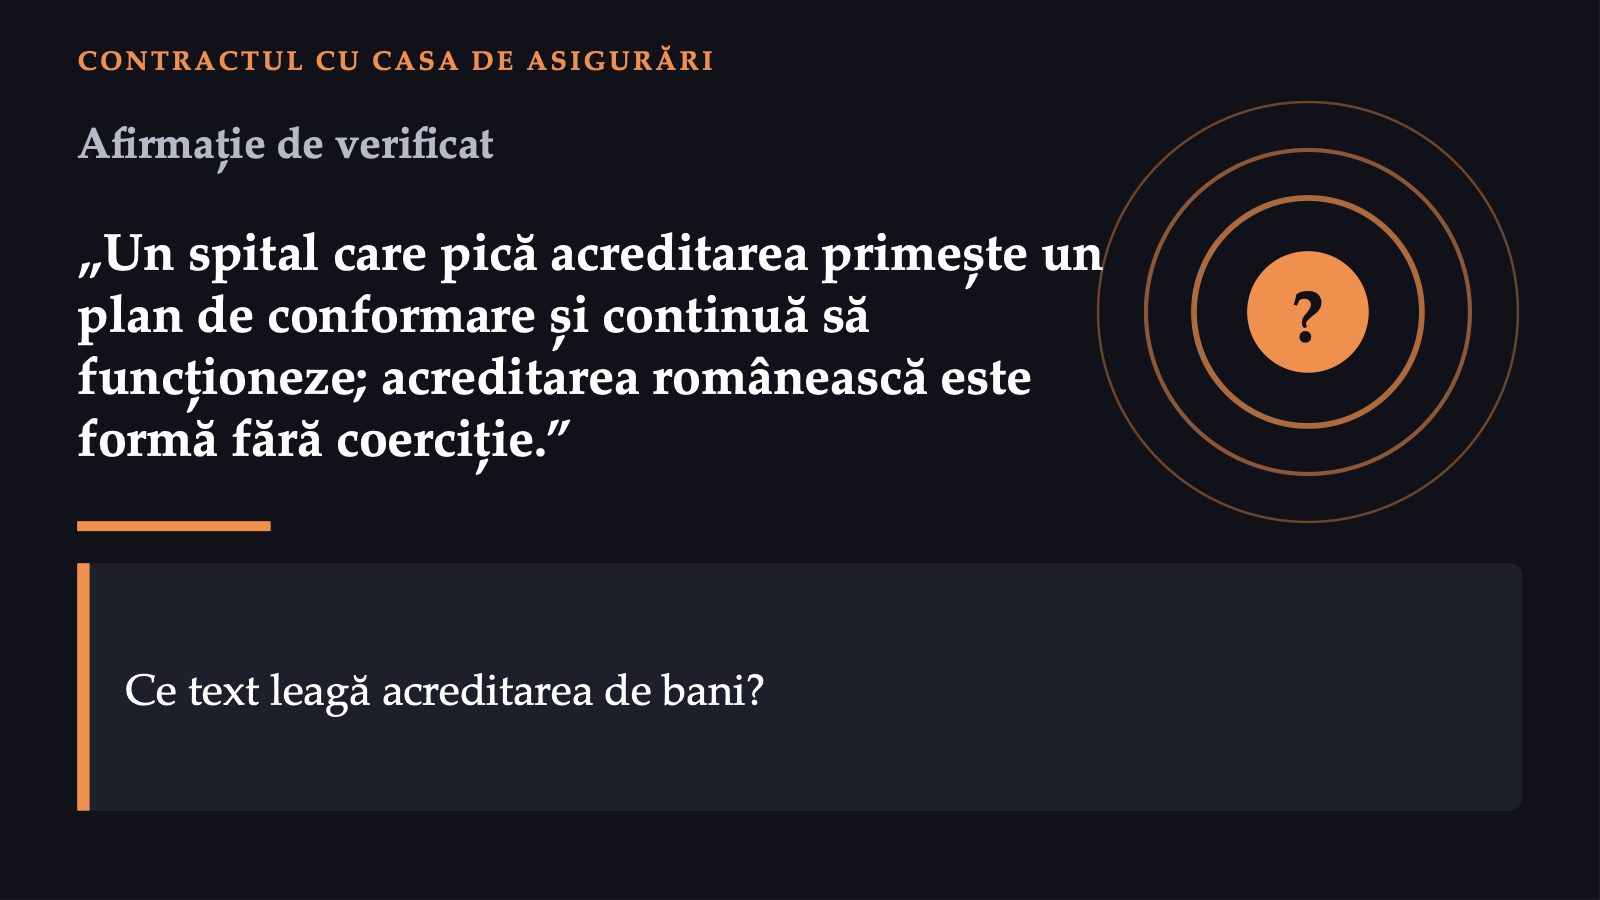 CONTRACTUL CU CASA DE ASIGURĂRI
Afirmație de verificat
„Un spital care pică acreditarea primește un
plan de conformare și continuă să
funcționeze; acreditarea românească este
formă fără coerciție.”
?
Ce text leagă acreditarea de bani?